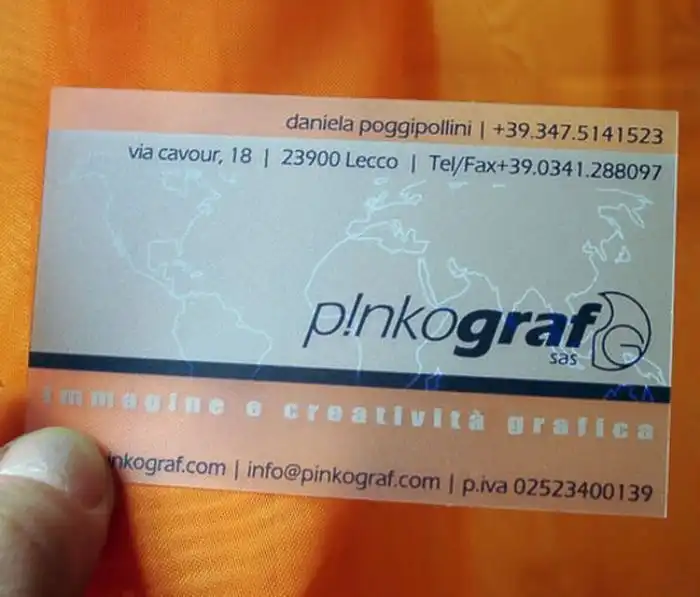 daniela poggipollini | +39.347.5141523
via cavour, 18 | 23900 Lecco | Tel/Fax+39.0341.288097
p!nkograf
sas
immagine e creatività grafica
inkograf.com | info@pinkograf.com | p.iva 02523400139